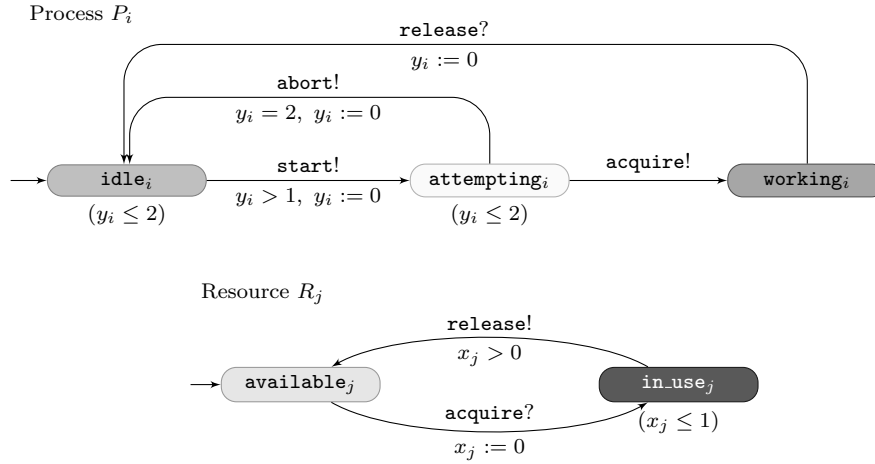 Process P_i
release?
y_i := 0
abort!
y_i = 2, y_i := 0
idle_i
start!
attempting_i
acquire!
working_i
(y_i ≤ 2)
y_i > 1, y_i := 0
(y_i ≤ 2)
Resource R_j
release!
x_j > 0
available_j
in_use_j
acquire?
(x_j ≤ 1)
x_j := 0